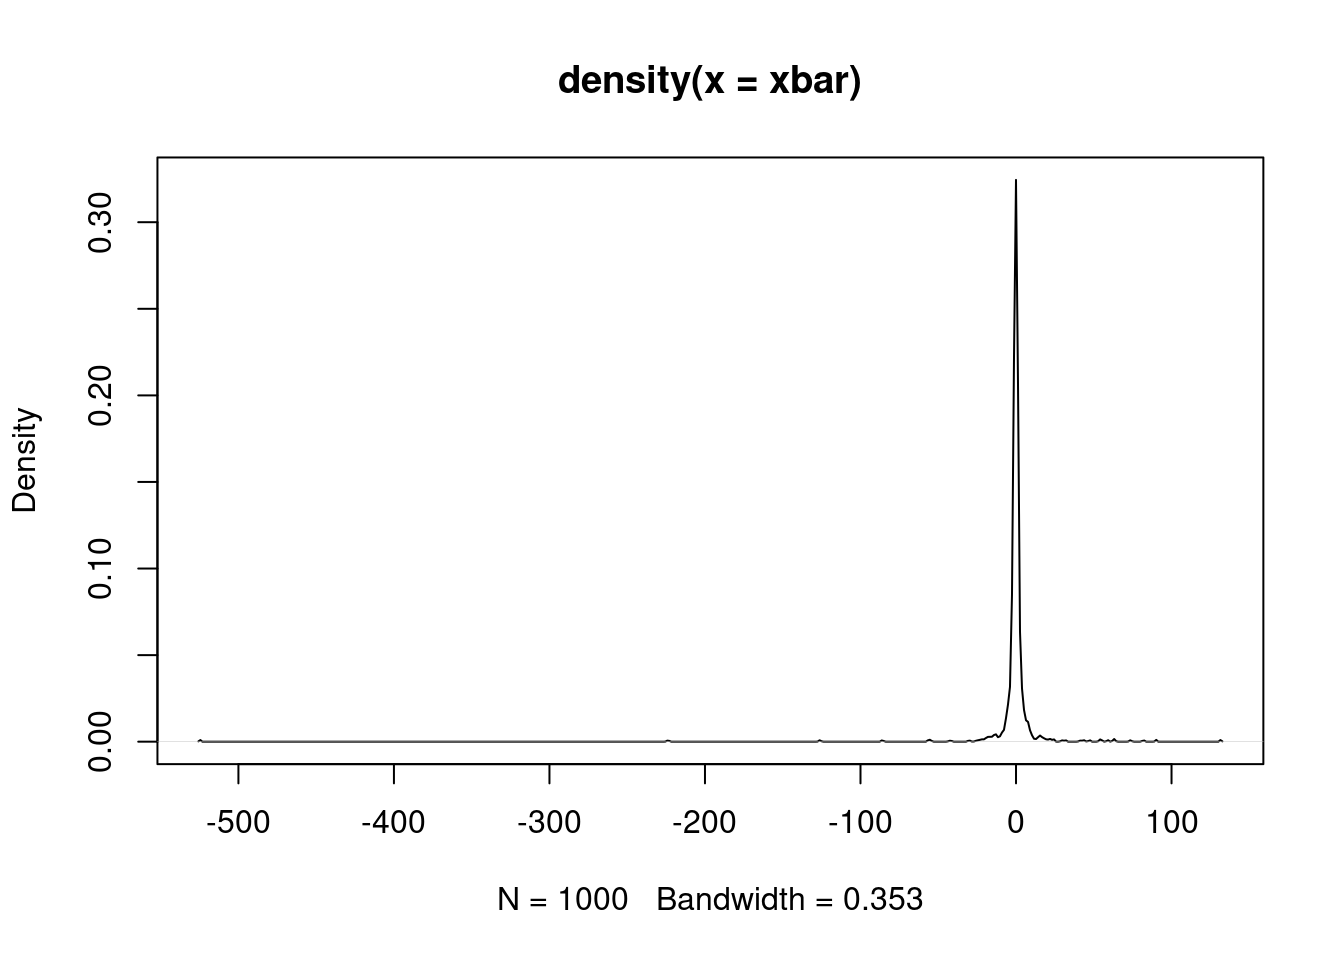 density(x = xbar)
Density
0.30
0.20
0.10
0.00
-500 -400 -300 -200 -100 0 100
N = 1000 Bandwidth = 0.353